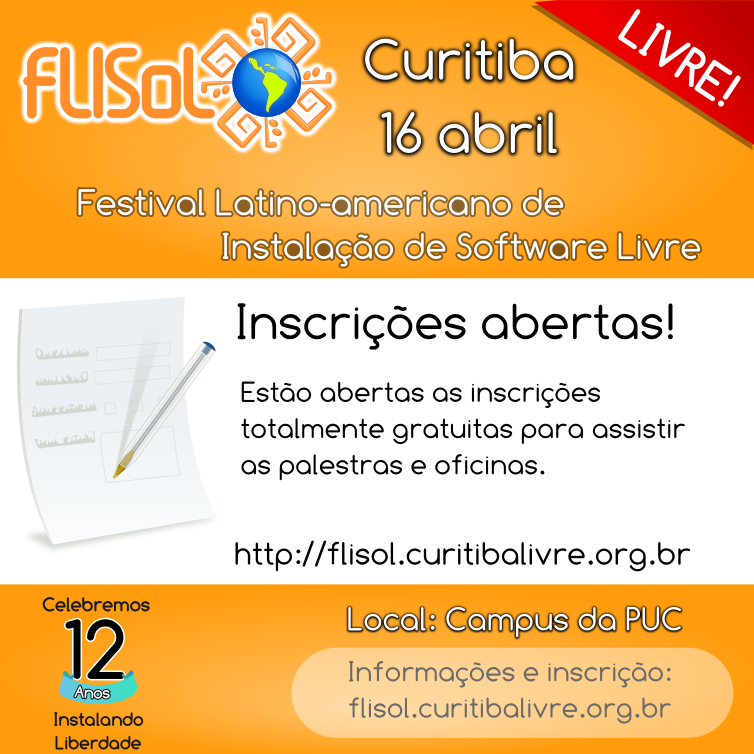 FLISoL
Curitiba
16 abril
LIVRE!
Festival Latino-americano de
Instalação de Software Livre
Inscrições abertas!
Estão abertas as inscrições
totalmente gratuitas para assistir
as palestras e oficinas.
http://flisol.curitibalivre.org.br
Celebremos
12
Anos
Instalando
Liberdade
Local: Campus da PUC
Informações e inscrição:
flisol.curitibalivre.org.br